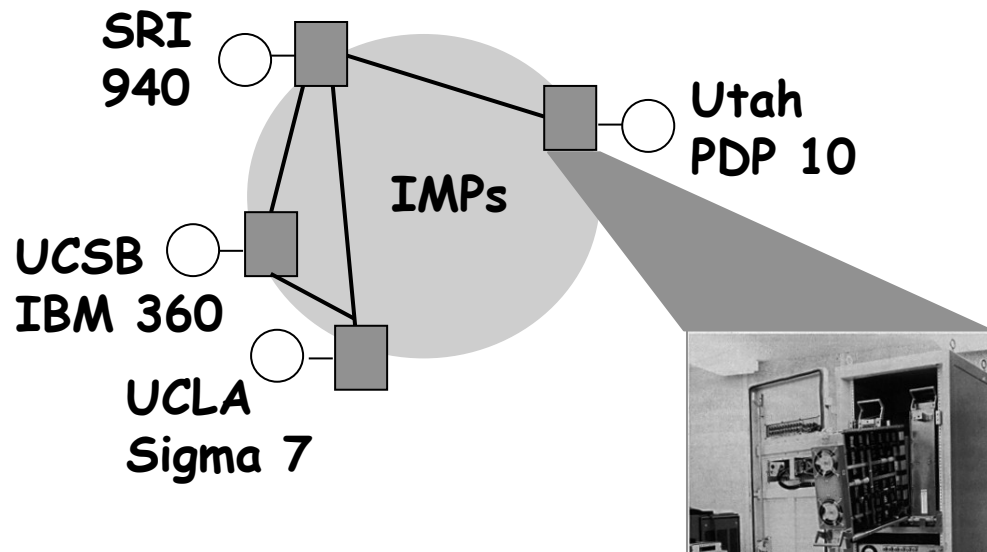 SRI
940
Utah
PDP 10
IMPs
UCSB
IBM 360
UCLA
Sigma 7